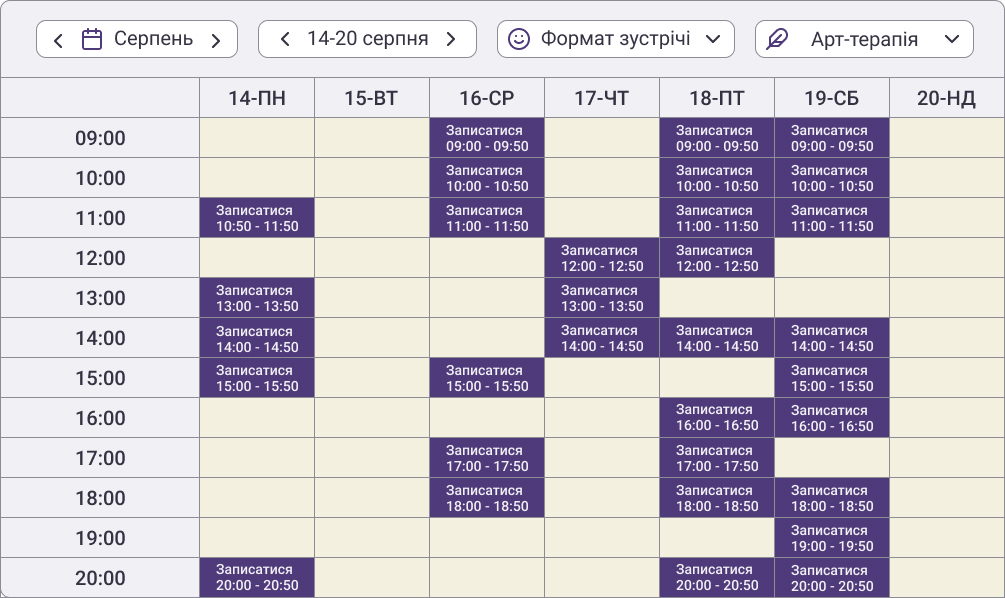 Серпень
14-20 серпня
Формат зустрічі
Арт-терапія
14-ПН 15-ВТ 16-СР 17-ЧТ 18-ПТ 19-СБ 20-НД
09:00
Записатися Записатися Записатися
09:00 - 09:50 09:00 - 09:50 09:00 - 09:50
10:00
Записатися Записатися Записатися
10:00 - 10:50 10:00 - 10:50 10:00 - 10:50
11:00
Записатися Записатися Записатися Записатися
10:50 - 11:50 11:00 - 11:50 11:00 - 11:50 11:00 - 11:50
12:00
Записатися Записатися
12:00 - 12:50 12:00 - 12:50
13:00
Записатися Записатися
13:00 - 13:50 13:00 - 13:50
14:00
Записатися Записатися Записатися Записатися
14:00 - 14:50 14:00 - 14:50 14:00 - 14:50 14:00 - 14:50
15:00
Записатися Записатися Записатися
15:00 - 15:50 15:00 - 15:50 15:00 - 15:50
16:00
Записатися Записатися
16:00 - 16:50 16:00 - 16:50
17:00
Записатися Записатися
17:00 - 17:50 17:00 - 17:50
18:00
Записатися Записатися Записатися
18:00 - 18:50 18:00 - 18:50 18:00 - 18:50
19:00
Записатися
19:00 - 19:50
20:00
Записатися Записатися Записатися
20:00 - 20:50 20:00 - 20:50 20:00 - 20:50